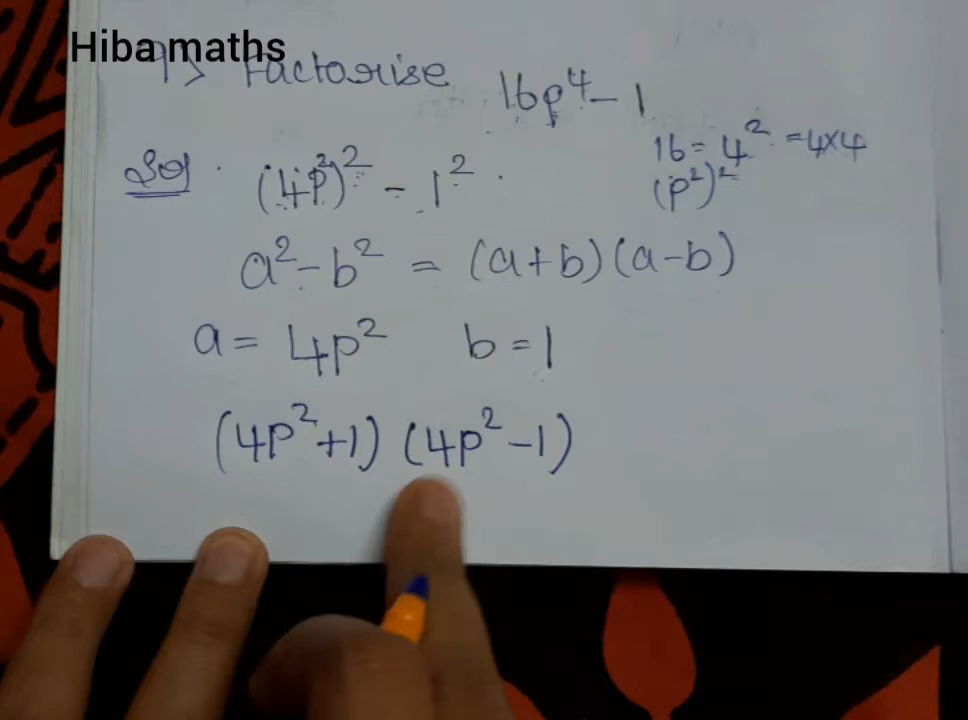 Hiba maths
9) Factorise 16p⁴ - 1
16 = 4² = 4×4
Sol (4p²)² - 1²
(p²)²
a² - b² = (a+b)(a-b)
a = 4p² b = 1
(4p²+1) (4p²-1)